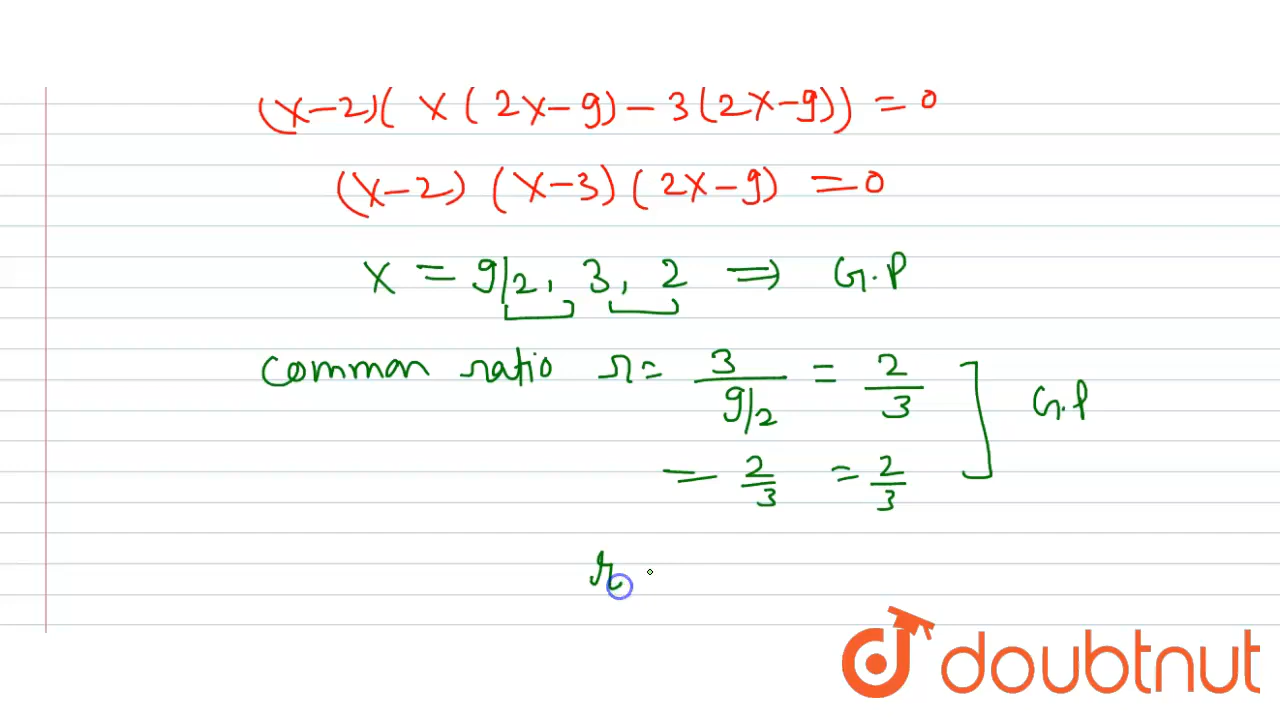 (x-2)( x ( 2x-9) - 3 (2x-9)) = 0
(x-2) (x-3) ( 2x-9) = 0
x = 9/2, 3, 2 ⟹ G.P
common ratio r = 3/(9/2) = 2/3
= 2/3 = 2/3
G.P
r
doubtnut